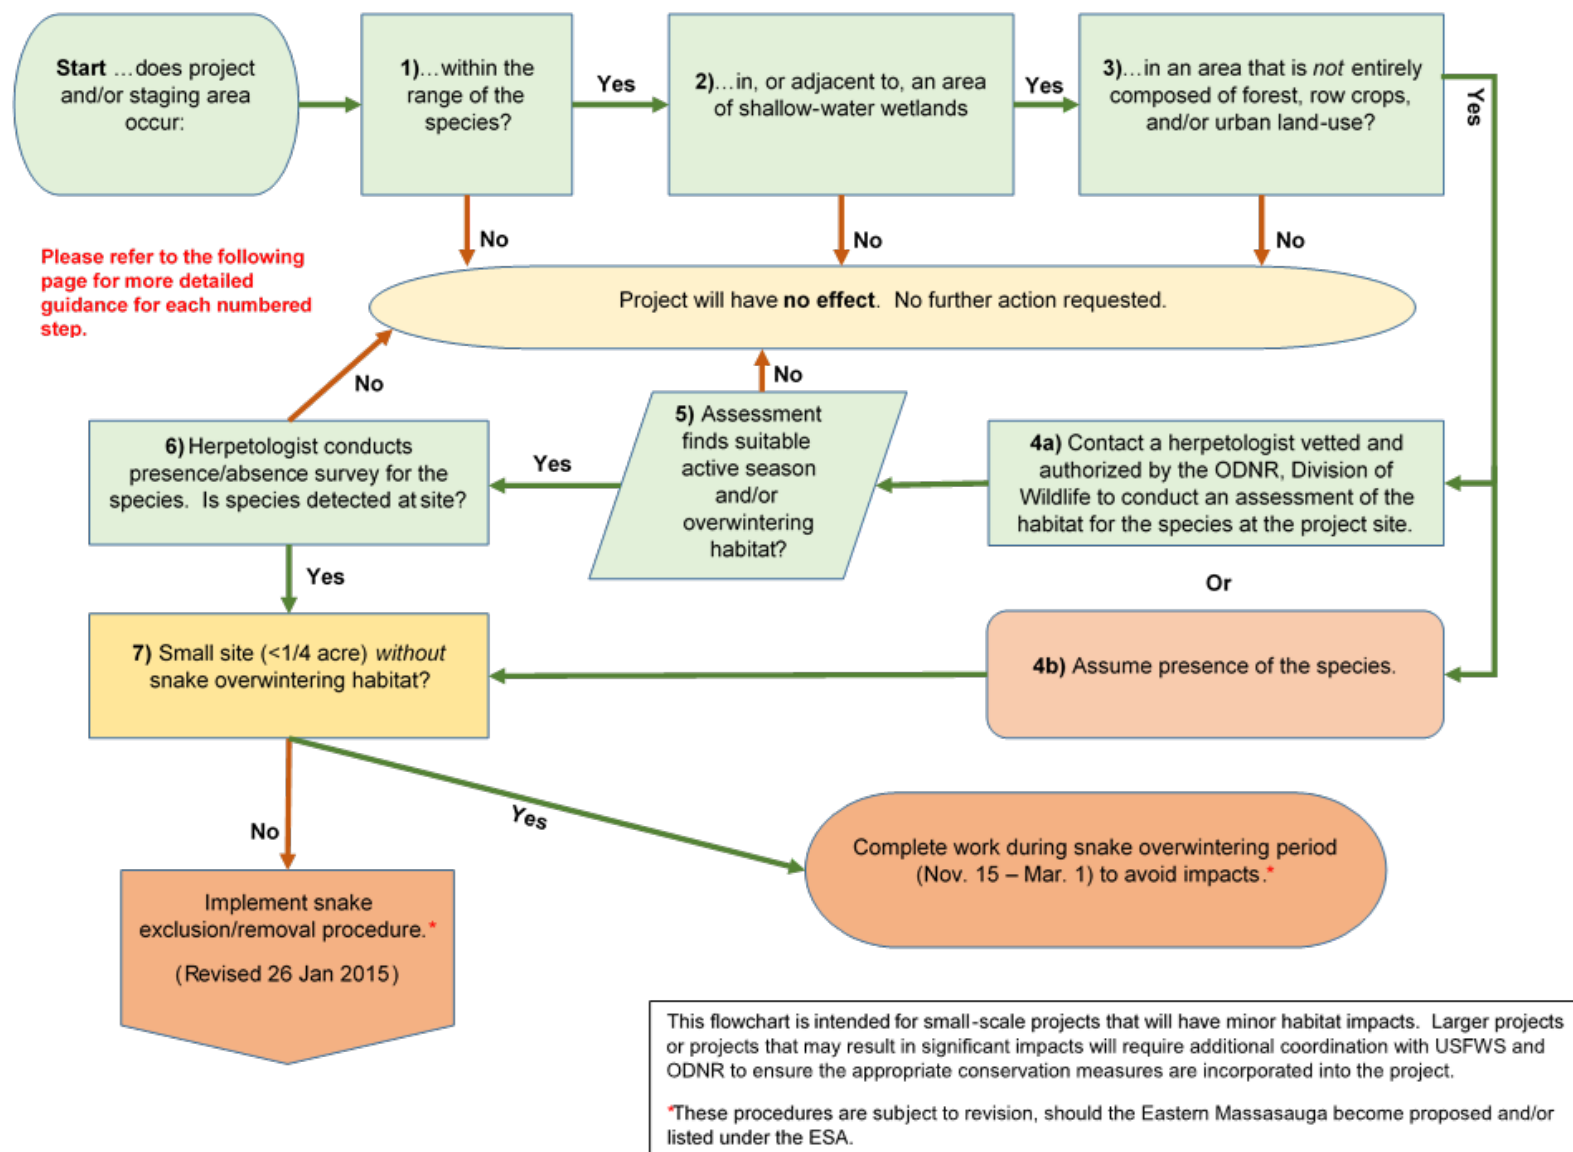 Start ...does project
and/or staging area
occur:
1)...within the
range of the
species?
Yes
2)...in, or adjacent to, an area
of shallow-water wetlands
Yes
3)...in an area that is not entirely
composed of forest, row crops,
and/or urban land-use?
Yes
No
No
No
Please refer to the following
page for more detailed
guidance for each numbered
step.
Project will have no effect. No further action requested.
No
No
6) Herpetologist conducts
presence/absence survey for the
species. Is species detected at site?
Yes
5) Assessment
finds suitable
active season
and/or
overwintering
habitat?
4a) Contact a herpetologist vetted and
authorized by the ODNR, Division of
Wildlife to conduct an assessment of the
habitat for the species at the project site.
Yes
Or
7) Small site (<1/4 acre) without
snake overwintering habitat?
4b) Assume presence of the species.
No
Yes
Complete work during snake overwintering period
(Nov. 15 – Mar. 1) to avoid impacts.*
Implement snake
exclusion/removal procedure.*
(Revised 26 Jan 2015)
This flowchart is intended for small-scale projects that will have minor habitat impacts. Larger projects
or projects that may result in significant impacts will require additional coordination with USFWS and
ODNR to ensure the appropriate conservation measures are incorporated into the project.
*These procedures are subject to revision, should the Eastern Massasauga become proposed and/or
listed under the ESA.